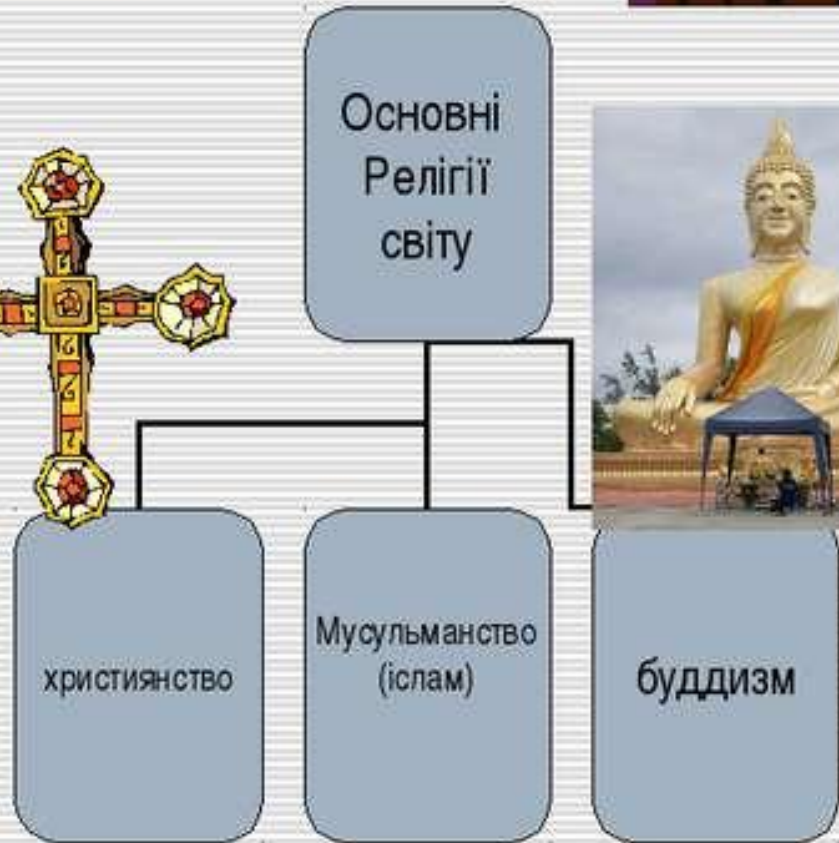 Основні
Релігії
світу
християнство
Мусульманство
(іслам)
буддизм